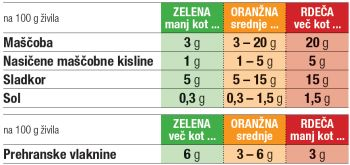 na 100 g živila ZELENA manj kot ... ORANŽNA srednje ... RDEČA več kot ...
Maščoba 3 g 3 – 20 g 20 g
Nasičene maščobne kisline 1 g 1 – 5 g 5 g
Sladkor 5 g 5 – 15 g 15 g
Sol 0,3 g 0,3 – 1,5 g 1,5 g
na 100 g živila ZELENA več kot ... ORANŽNA srednje RDEČA manj kot ...
Prehranske vlaknine 6 g 3 – 6 g 3 g